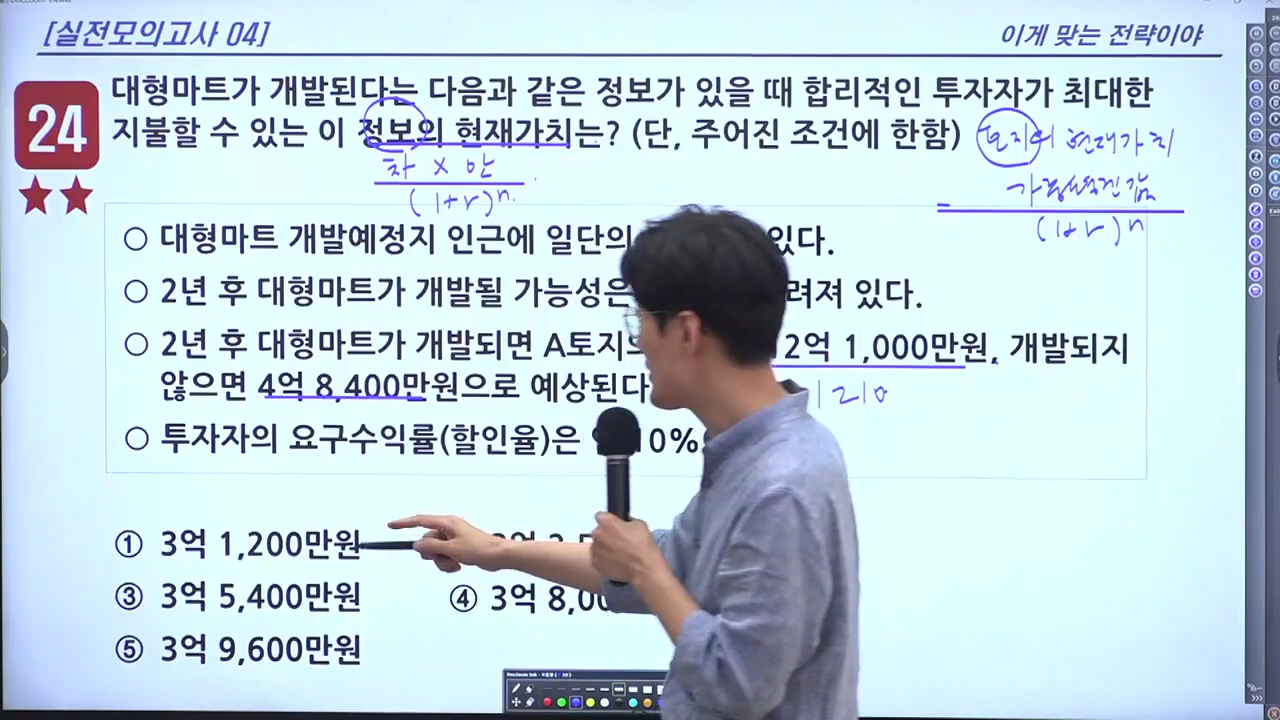 [실전모의고사 04]
이게 맞는 전략이야
24
대형마트가 개발된다는 다음과 같은 정보가 있을 때 합리적인 투자자가 최대한
지불할 수 있는 이 정보의 현재가치는? (단, 주어진 조건에 한함)
토지의 현재가치
차 × 안
(1+r)ⁿ
(1+r)ⁿ
○ 대형마트 개발예정지 인근에 일단의 있다.
○ 2년 후 대형마트가 개발될 가능성은 려져 있다.
○ 2년 후 대형마트가 개발되면 A토지의 12억 1,000만원, 개발되지
않으면 4억 8,400만원으로 예상된다
1210
○ 투자자의 요구수익률(할인율)은 10%
① 3억 1,200만원
③ 3억 5,400만원
④ 3억 8,00
⑤ 3억 9,600만원